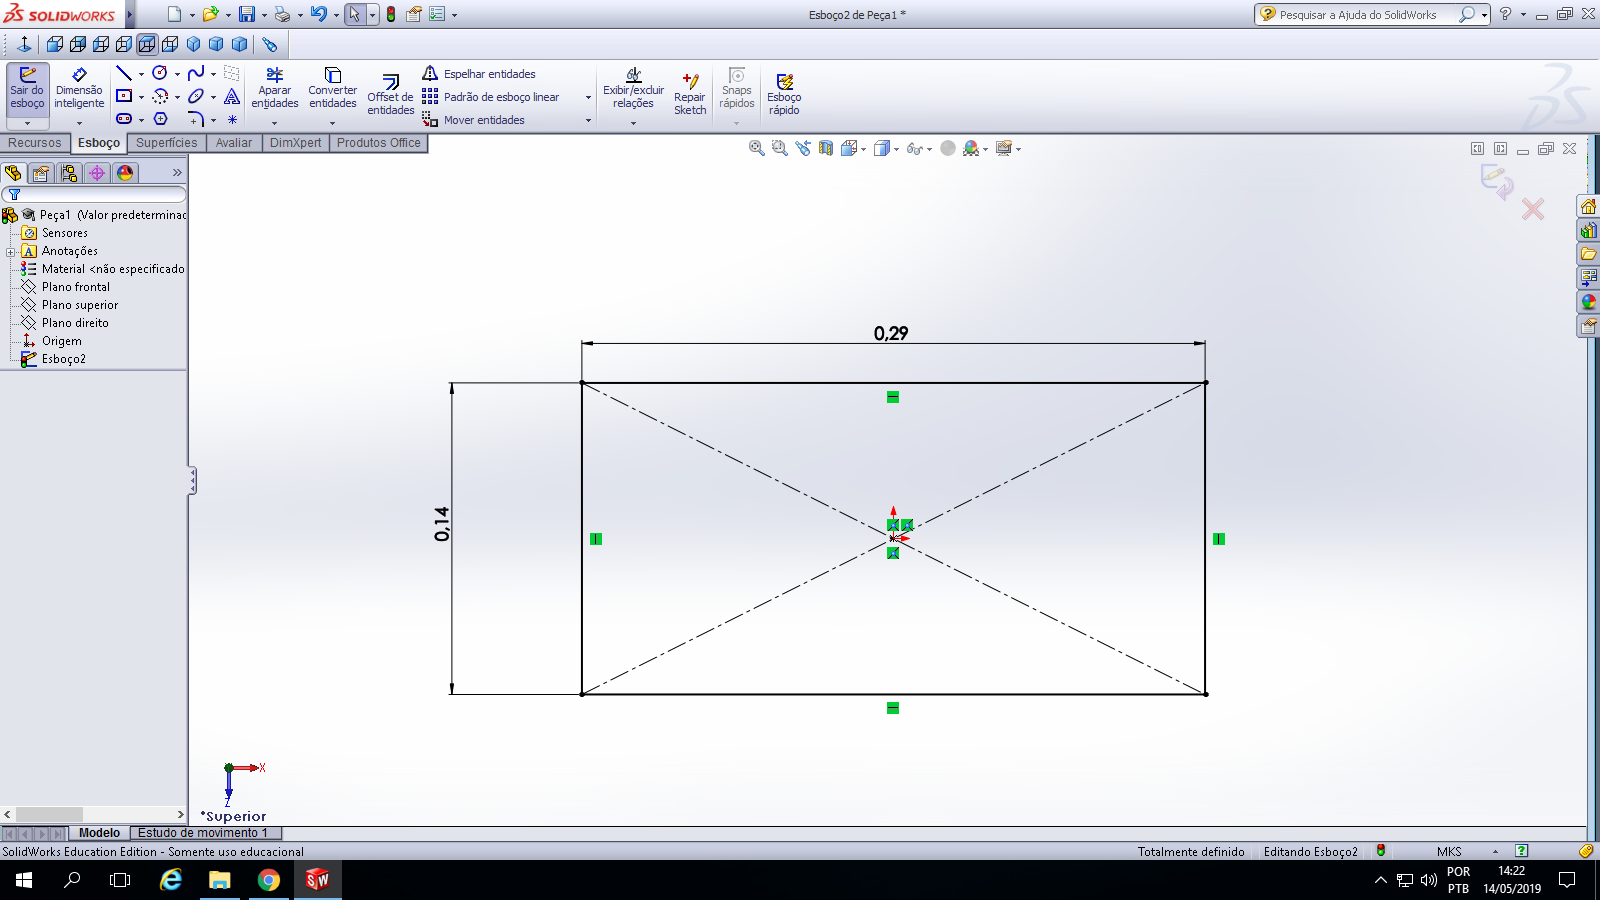 SOLIDWORKS
Esboço2 de Peça1 *
Pesquisar a Ajuda do SolidWorks
Sair do esboço
Dimensão inteligente
Aparar entidades
Converter entidades
Offset de entidades
Espelhar entidades
Padrão de esboço linear
Mover entidades
Exibir/excluir relações
Repair Sketch
Snaps rápidos
Esboço rápido
Recursos
Esboço
Superfícies
Avaliar
DimXpert
Produtos Office
Peça1 (Valor predeterminac
Sensores
Anotações
Material <não especificado
Plano frontal
Plano superior
Plano direito
Origem
Esboço2
0,29
0,14
X
Z
*Superior
Modelo
Estudo de movimento 1
SolidWorks Education Edition - Somente uso educacional
Totalmente definido
Editando Esboço2
MKS
POR
PTB
14:22
14/05/2019